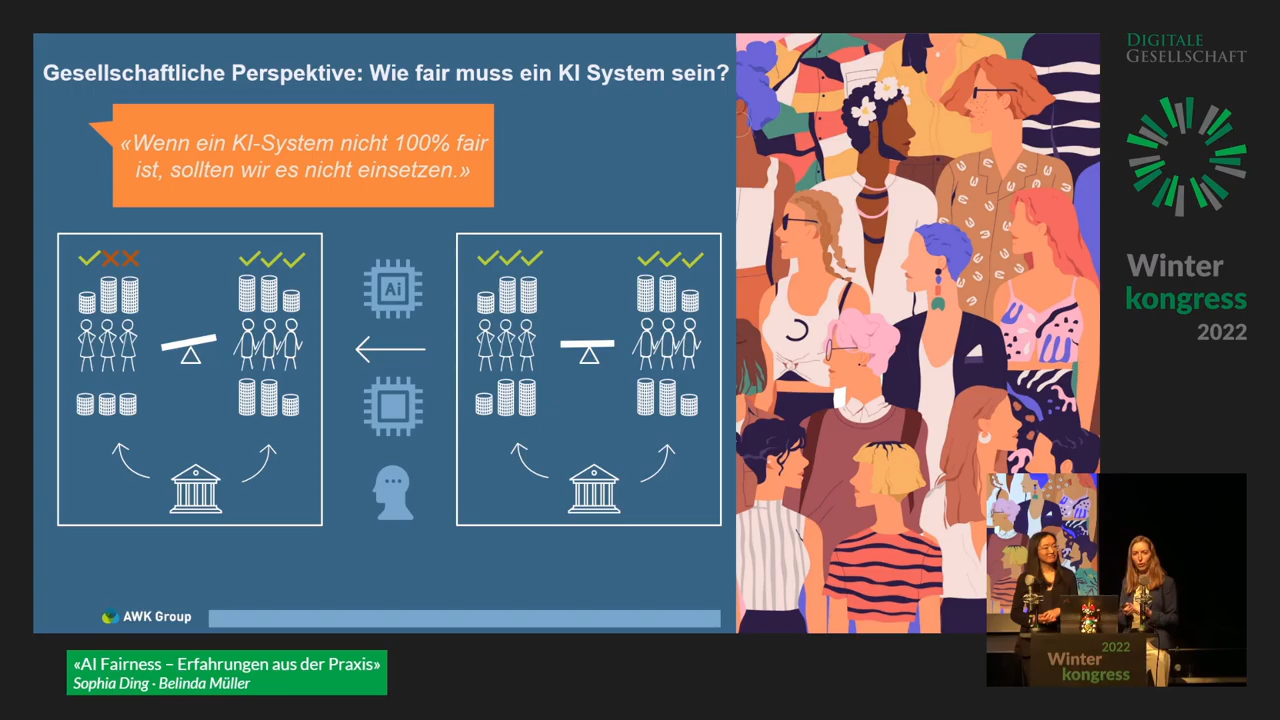 Gesellschaftliche Perspektive: Wie fair muss ein KI System sein?
«Wenn ein KI-System nicht 100% fair
ist, sollten wir es nicht einsetzen.»
Ai
AWK Group
«AI Fairness – Erfahrungen aus der Praxis»
Sophia Ding · Belinda Müller
DIGITALE
GESELLSCHAFT
Winter
kongress
2022
2022
Winter
kongress